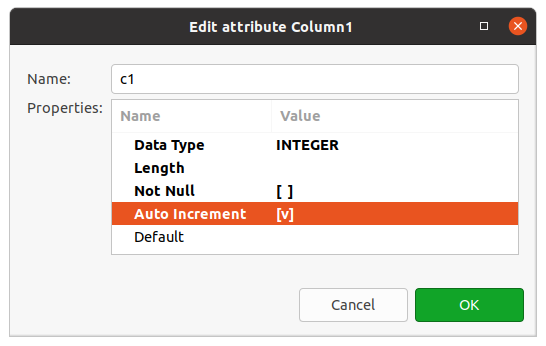 Edit attribute Column1
Name: c1
Properties:
Name Value
Data Type INTEGER
Length
Not Null [ ]
Auto Increment [v]
Default
Cancel OK